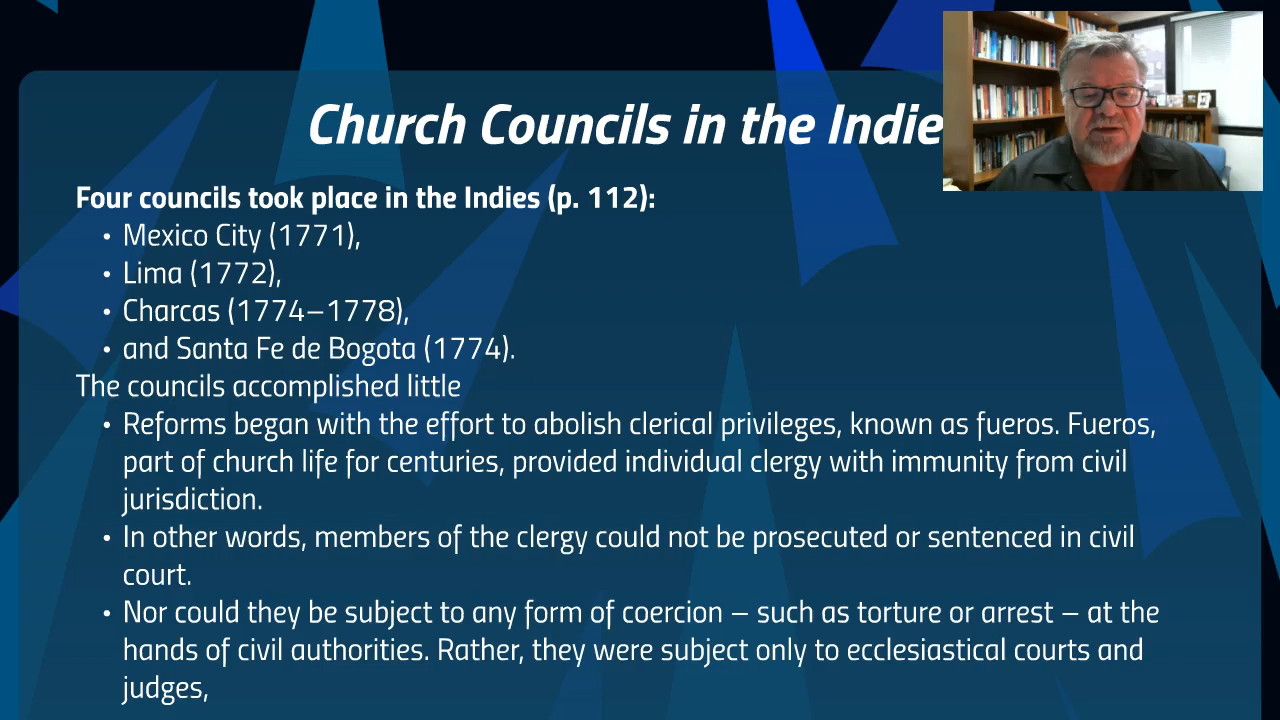 Church Councils in the Indie
Four councils took place in the Indies (p. 112):
• Mexico City (1771),
• Lima (1772),
• Charcas (1774–1778),
• and Santa Fe de Bogota (1774).
The councils accomplished little
• Reforms began with the effort to abolish clerical privileges, known as fueros. Fueros,
part of church life for centuries, provided individual clergy with immunity from civil
jurisdiction.
• In other words, members of the clergy could not be prosecuted or sentenced in civil
court.
• Nor could they be subject to any form of coercion – such as torture or arrest – at the
hands of civil authorities. Rather, they were subject only to ecclesiastical courts and
judges,